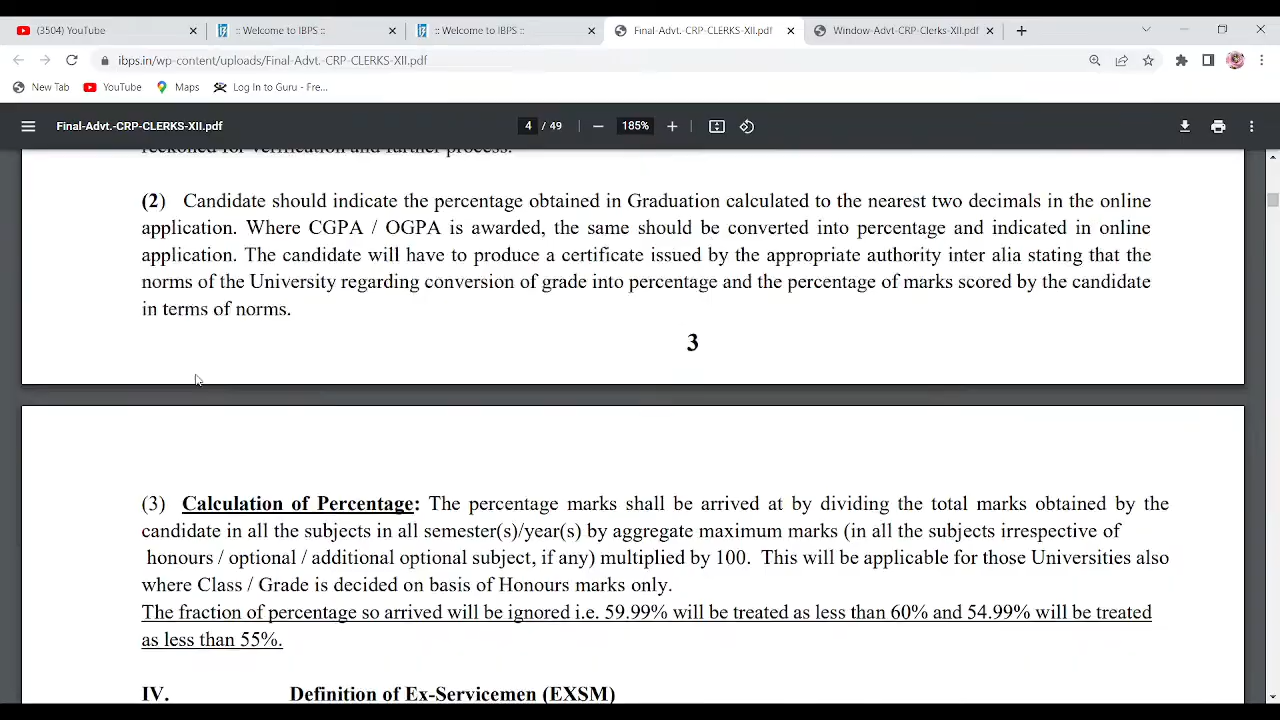 (3504) YouTube
:: Welcome to IBPS ::
:: Welcome to IBPS ::
Final-Advt.-CRP-CLERKS-XII.pdf
Window-Advt-CRP-Clerks-XII.pdf
ibps.in/wp-content/uploads/Final-Advt.-CRP-CLERKS-XII.pdf
New Tab
YouTube
Maps
Log In to Guru - Fre...
Final-Advt.-CRP-CLERKS-XII.pdf
4 / 49
185%
reckoned for verification and further process.
(2) Candidate should indicate the percentage obtained in Graduation calculated to the nearest two decimals in the online
application. Where CGPA / OGPA is awarded, the same should be converted into percentage and indicated in online
application. The candidate will have to produce a certificate issued by the appropriate authority inter alia stating that the
norms of the University regarding conversion of grade into percentage and the percentage of marks scored by the candidate
in terms of norms.
3
(3) Calculation of Percentage: The percentage marks shall be arrived at by dividing the total marks obtained by the
candidate in all the subjects in all semester(s)/year(s) by aggregate maximum marks (in all the subjects irrespective of
honours / optional / additional optional subject, if any) multiplied by 100. This will be applicable for those Universities also
where Class / Grade is decided on basis of Honours marks only.
The fraction of percentage so arrived will be ignored i.e. 59.99% will be treated as less than 60% and 54.99% will be treated
as less than 55%.
IV. Definition of Ex-Servicemen (EXSM)